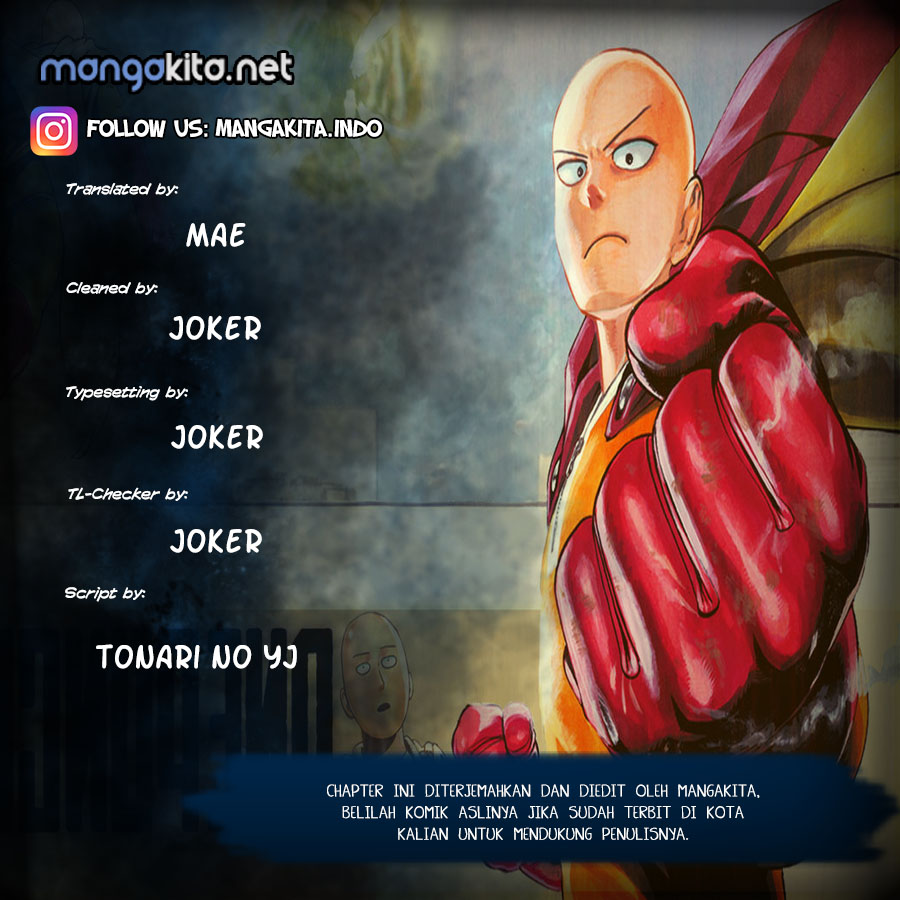 mangakita.net
FOLLOW US: MANGAKITA.INDO
Translated by:
MAE
Cleaned by:
JOKER
Typesetting by:
JOKER
TL-Checker by:
JOKER
Script by:
TONARI NO YJ
CHAPTER INI DITERJEMAHKAN DAN DIEDIT OLEH MANGAKITA,
BELILAH KOMIK ASLINYA JIKA SUDAH TERBIT DI KOTA
KALIAN UNTUK MENDUKUNG PENULISNYA.